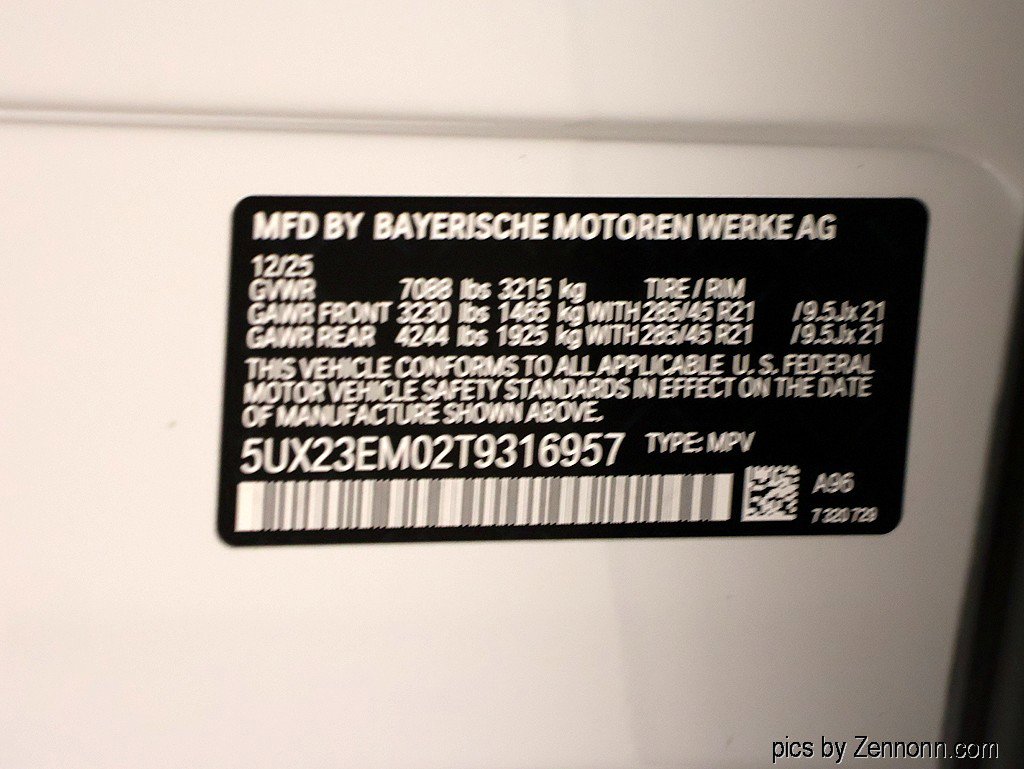 MFD BY BAYERISCHE MOTOREN WERKE AG
12/25
GVWR 7088 lbs 3215 kg TIRE / RIM
GAWR FRONT 3230 lbs 1465 kg WITH 285/45 R21 / 9.5Jx 21
GAWR REAR 4244 lbs 1925 kg WITH 285/45 R21 / 9.5Jx 21
THIS VEHICLE CONFORMS TO ALL APPLICABLE U. S. FEDERAL
MOTOR VEHICLE SAFETY STANDARDS IN EFFECT ON THE DATE
OF MANUFACTURE SHOWN ABOVE.
5UX23EM02T9316957 TYPE: MPV
A96
7 320 729
pics by Zennonn.com